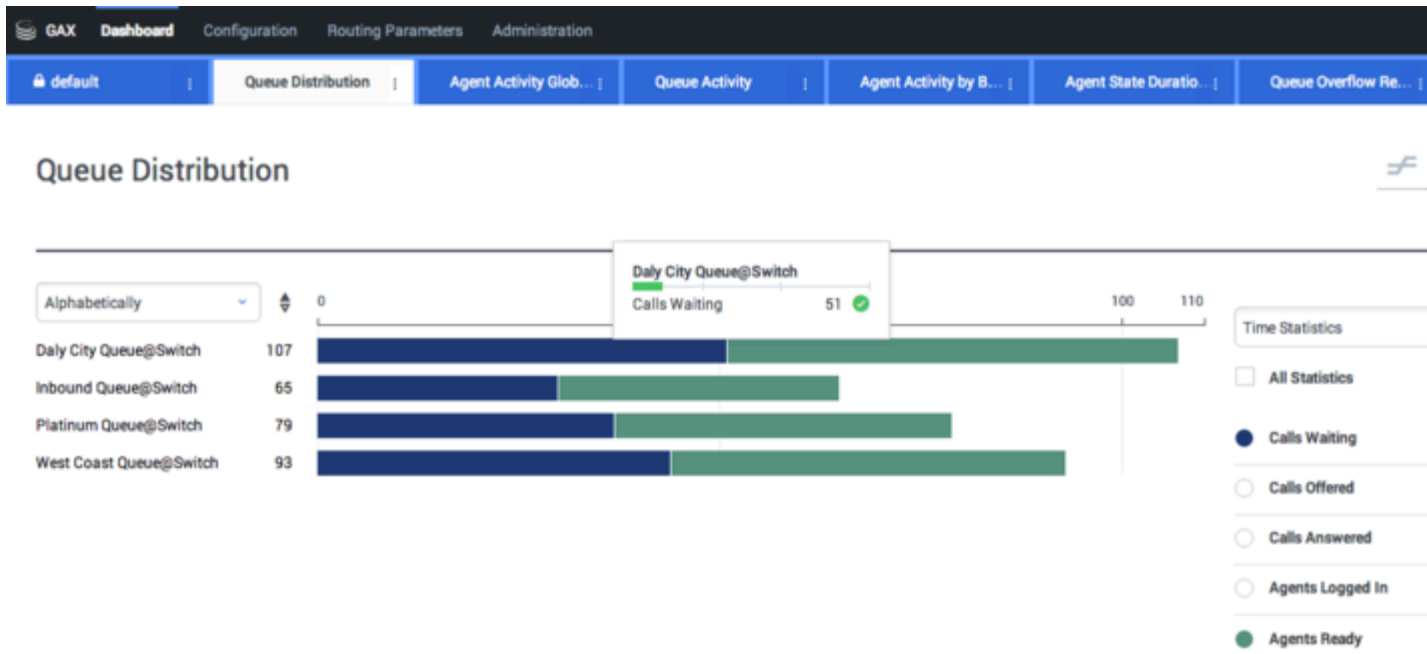 GAX Dashboard Configuration Routing Parameters Administration
default Queue Distribution Agent Activity Glob... Queue Activity Agent Activity by B... Agent State Duratio... Queue Overflow Re...
Queue Distribution
Daly City Queue@Switch
Calls Waiting 51
Alphabetically 0 100 110
Time Statistics
Daly City Queue@Switch 107
All Statistics
Inbound Queue@Switch 65
Platinum Queue@Switch 79
Calls Waiting
West Coast Queue@Switch 93
Calls Offered
Calls Answered
Agents Logged In
Agents Ready